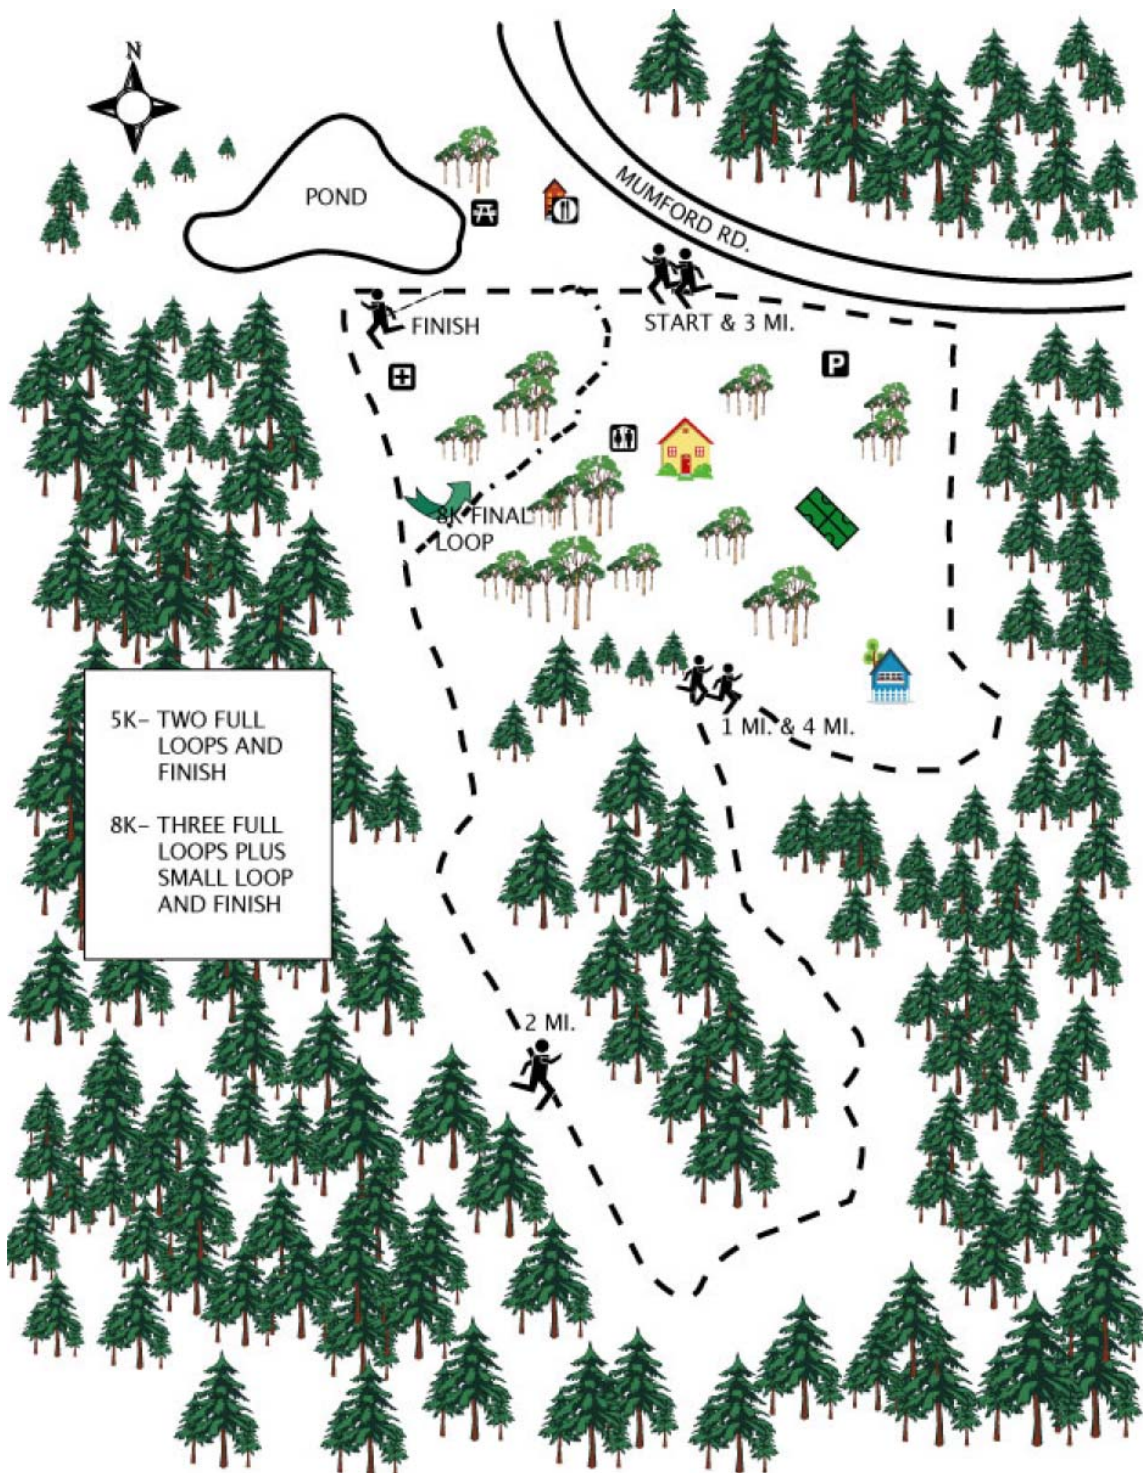 N
POND
MUMFORD RD.
FINISH
START & 3 MI.
P
8K FINAL
LOOP
1 MI. & 4 MI.
5K- TWO FULL
LOOPS AND
FINISH
8K- THREE FULL
LOOPS PLUS
SMALL LOOP
AND FINISH
2 MI.